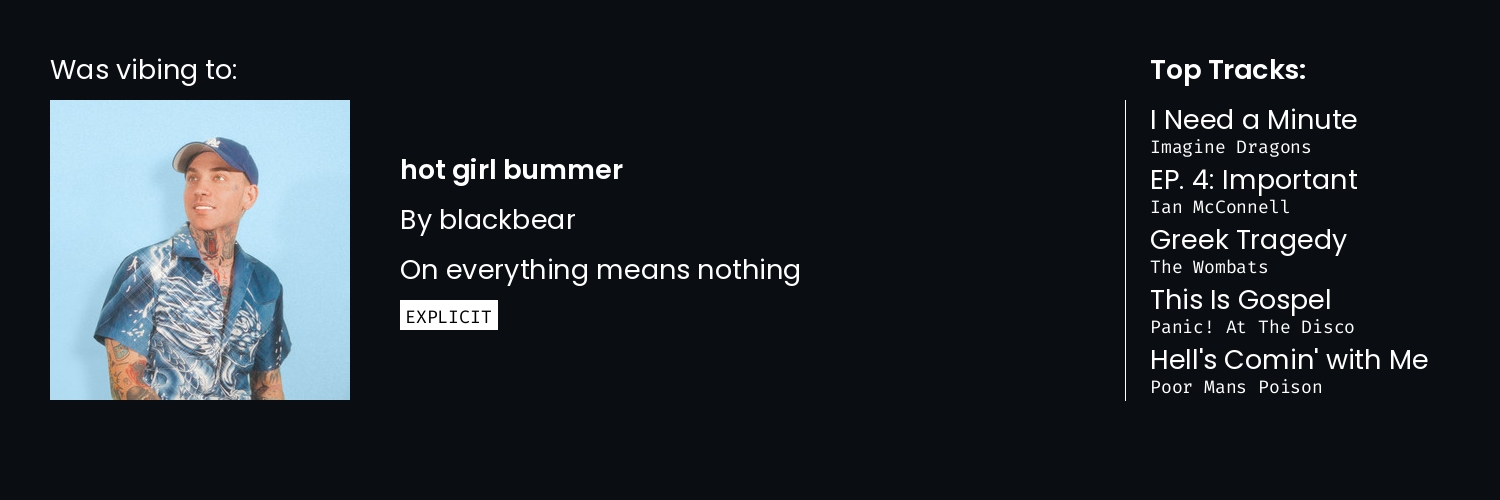 Was vibing to:
hot girl bummer
By blackbear
On everything means nothing
EXPLICIT
Top Tracks:
I Need a Minute
Imagine Dragons
EP. 4: Important
Ian McConnell
Greek Tragedy
The Wombats
This Is Gospel
Panic! At The Disco
Hell's Comin' with Me
Poor Mans Poison